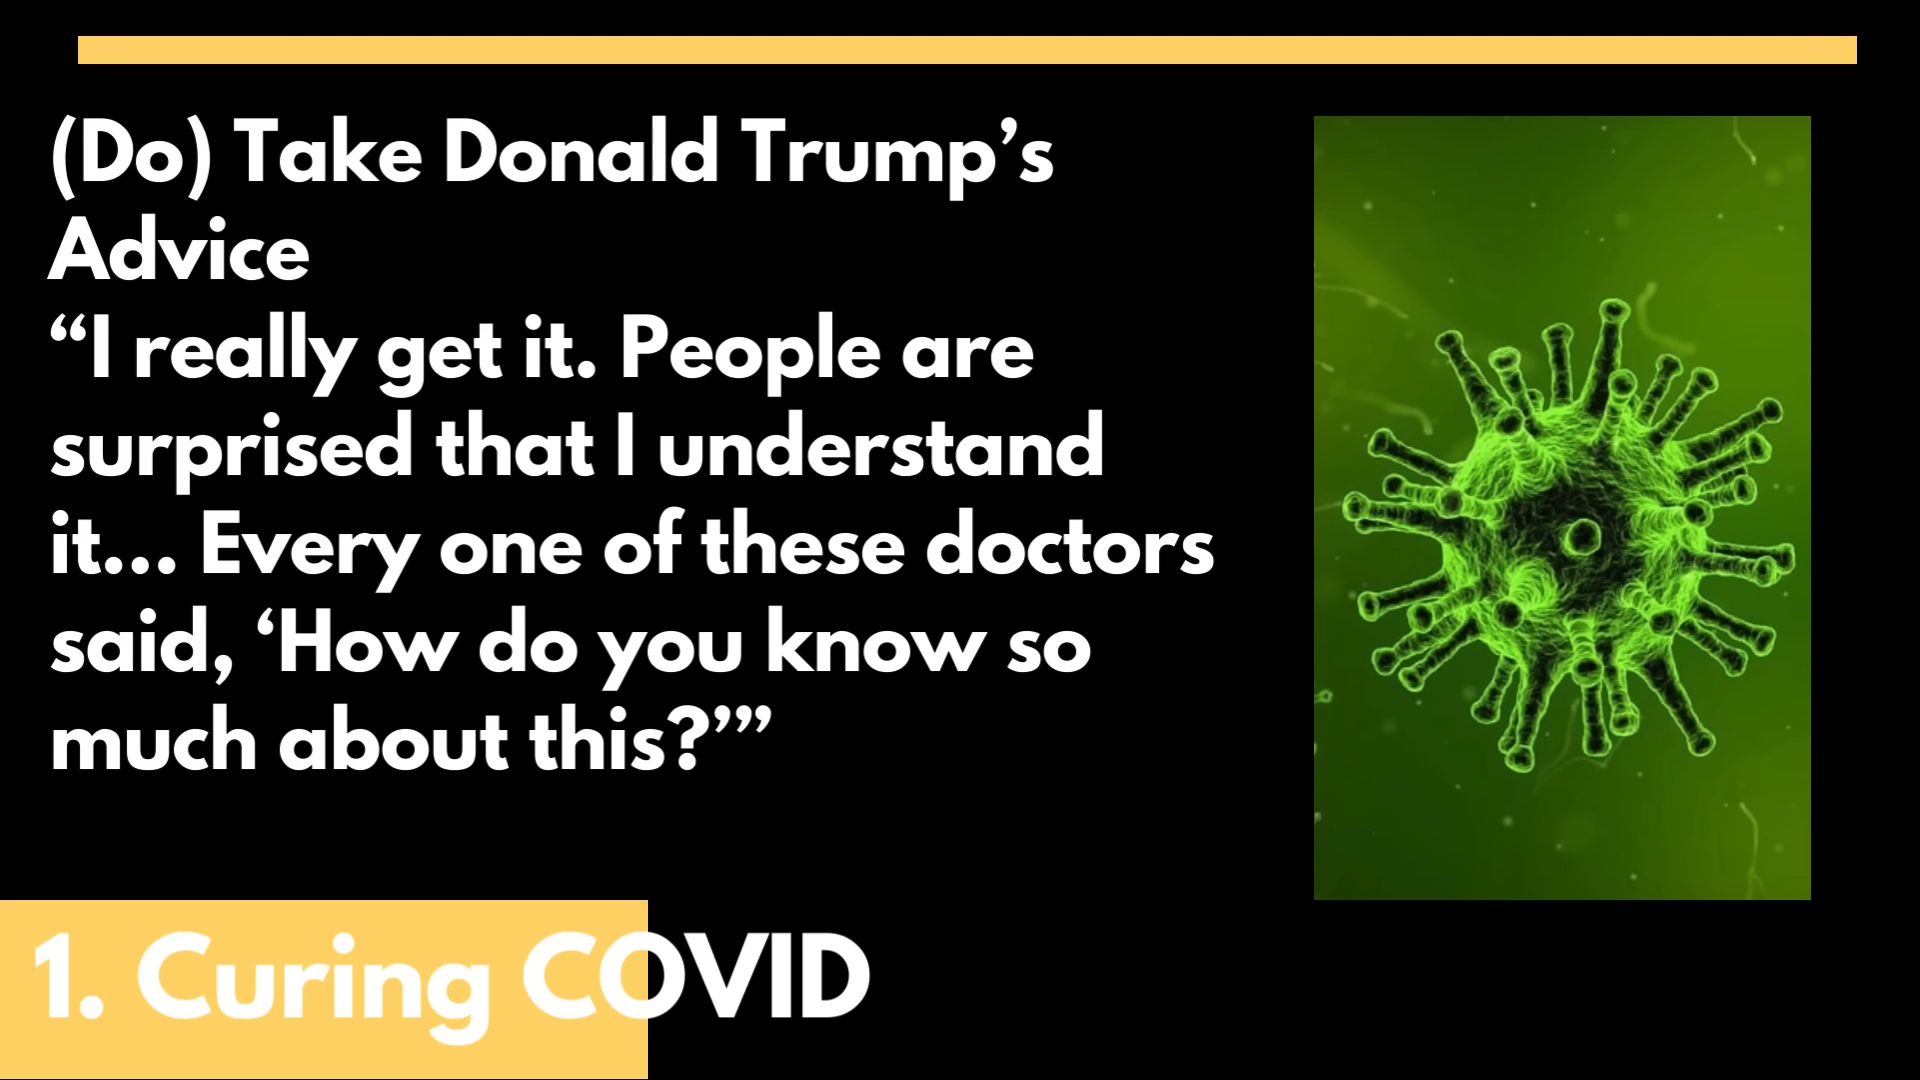 (Do) Take Donald Trump’s
Advice
“I really get it. People are
surprised that I understand
it... Every one of these doctors
said, ‘How do you know so
much about this?’”
1. Curing COVID